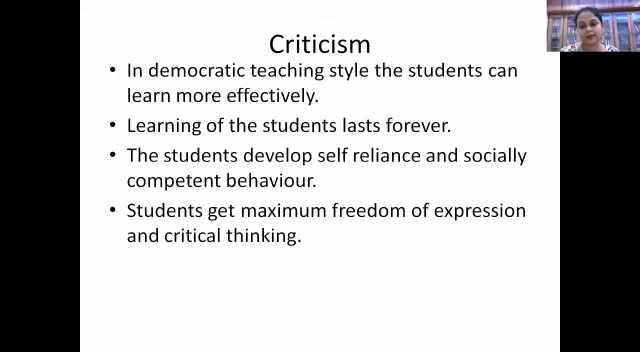 Criticism
• In democratic teaching style the students can
learn more effectively.
• Learning of the students lasts forever.
• The students develop self reliance and socially
competent behaviour.
• Students get maximum freedom of expression
and critical thinking.